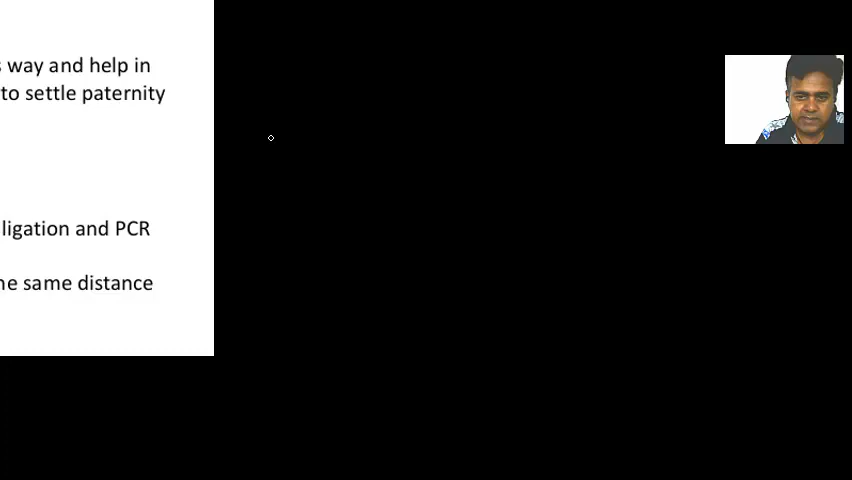 way and help in
to settle paternity
ligation and PCR
same distance